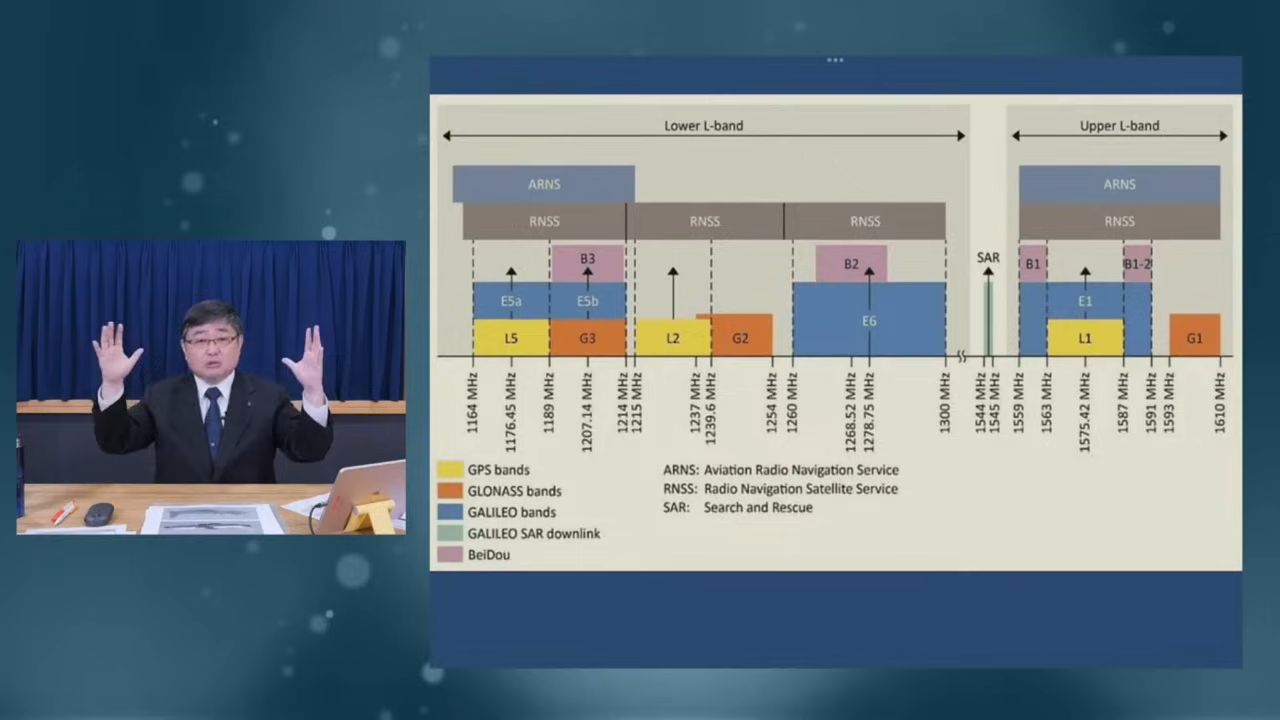 Lower L-band
Upper L-band
ARNS
ARNS
RNSS
RNSS
RNSS
RNSS
B3
B2
SAR
B1
B1-2
E5a
E5b
E6
E1
L5
G3
L2
G2
L1
G1
1164 MHz
1176.45 MHz
1189 MHz
1207.14 MHz
1214 MHz
1215 MHz
1237 MHz
1239.6 MHz
1254 MHz
1260 MHz
1268.52 MHz
1278.75 MHz
1300 MHz
1544 MHz
1545 MHz
1559 MHz
1563 MHz
1575.42 MHz
1587 MHz
1591 MHz
1593 MHz
1610 MHz
GPS bands
GLONASS bands
GALILEO bands
GALILEO SAR downlink
BeiDou
ARNS: Aviation Radio Navigation Service
RNSS: Radio Navigation Satellite Service
SAR: Search and Rescue